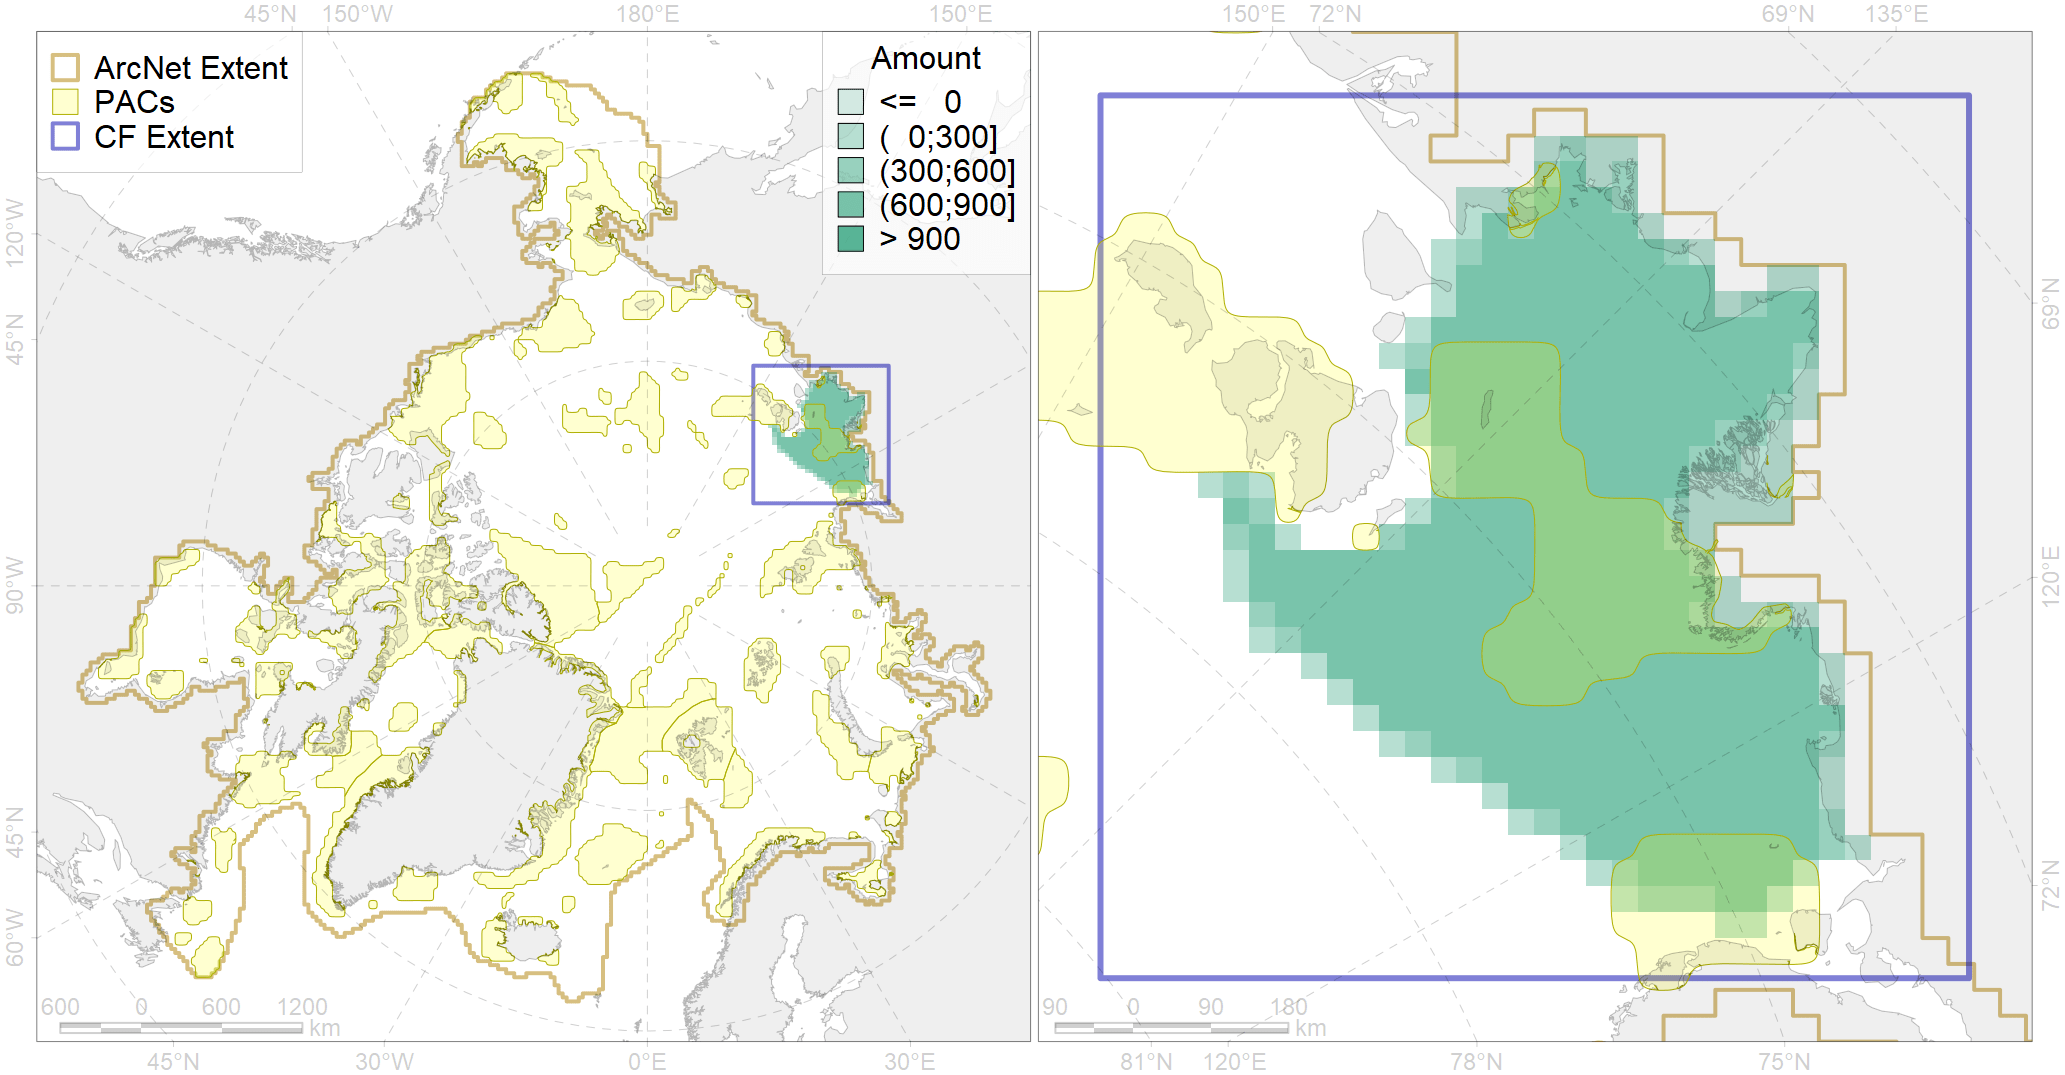 45°N 150°W 180°E 150°E
150°E 72°N 69°N 135°E
ArcNet Extent
PACs
CF Extent
Amount
<= 0
( 0;300]
(300;600]
(600;900]
> 900
120°W
45°N
90°W
45°N
60°W
69°N
120°E
72°N
600 0 600 1200
km
90 0 90 180
km
45°N 30°W 0°E 30°E
81°N 120°E 78°N 75°N